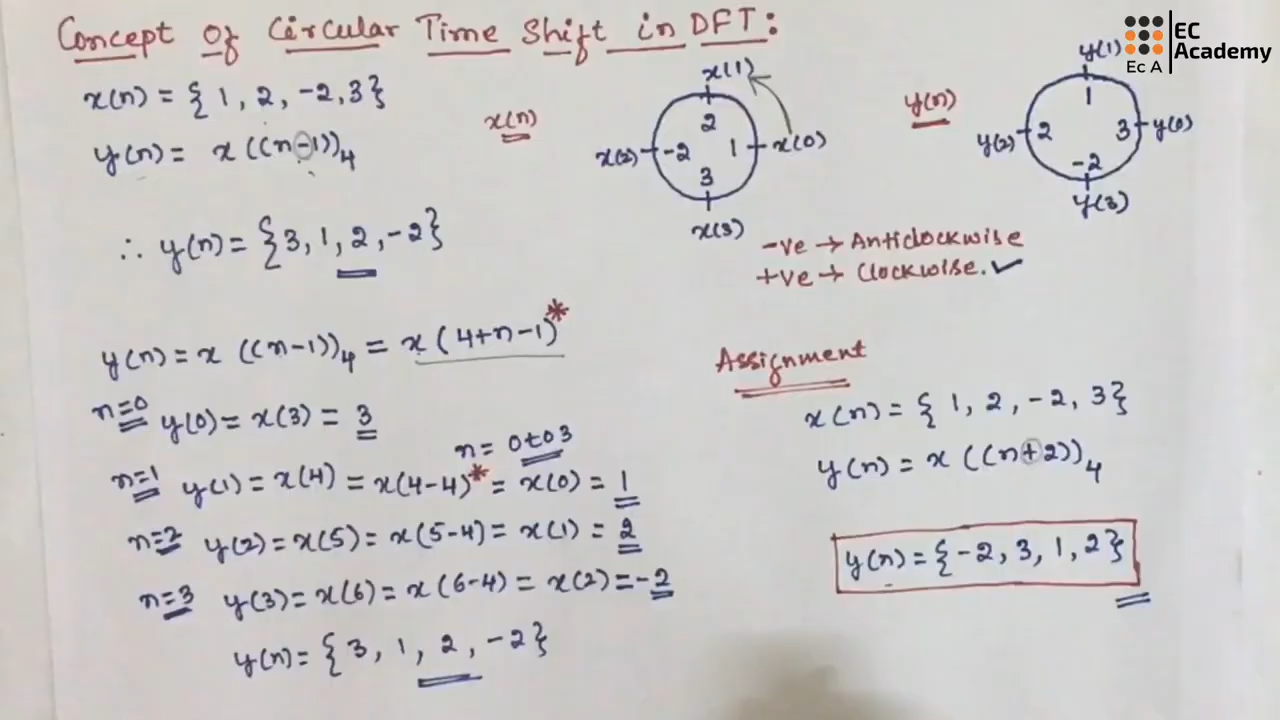 Concept Of Circular Time Shift in DFT:
EC Academy
Ec A
x(n) = { 1, 2, -2, 3}
y(n) = x ((n-1))4
∴ y(n) = {3, 1, 2, -2}
x(n)
x(1)
2
x(2) -2 1 x(0)
3
x(3)
y(n)
y(1)
1
y(2) 2 3 y(0)
-2
y(3)
-ve → Anticlockwise
+ve → Clockwise. ✓
y(n) = x ((n-1))4 = x (4+n-1)*
n=0 y(0) = x(3) = 3
n = 0 to 3
n=1 y(1) = x(4) = x(4-4)* = x(0) = 1
n=2 y(2) = x(5) = x(5-4) = x(1) = 2
n=3 y(3) = x(6) = x(6-4) = x(2) = -2
y(n) = { 3, 1, 2, -2}
Assignment
x(n) = { 1, 2, -2, 3}
y(n) = x ((n+2))4
y(n) = {-2, 3, 1, 2}